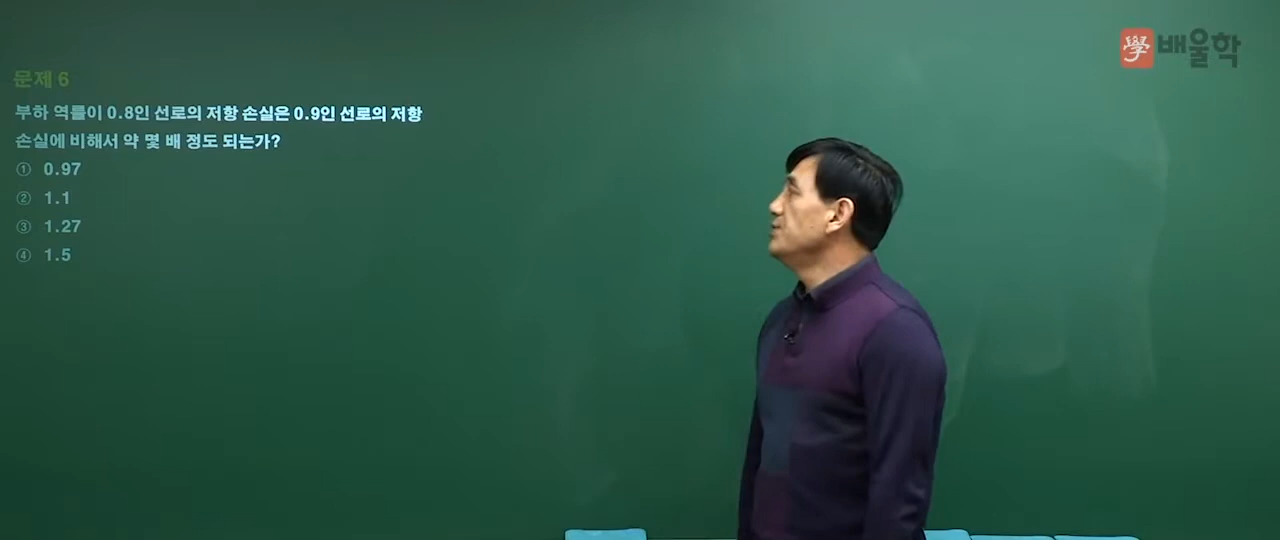 學 배울학
문제 6
부하 역률이 0.8인 선로의 저항 손실은 0.9인 선로의 저항
손실에 비해서 약 몇 배 정도 되는가?
① 0.97
② 1.1
③ 1.27
④ 1.5